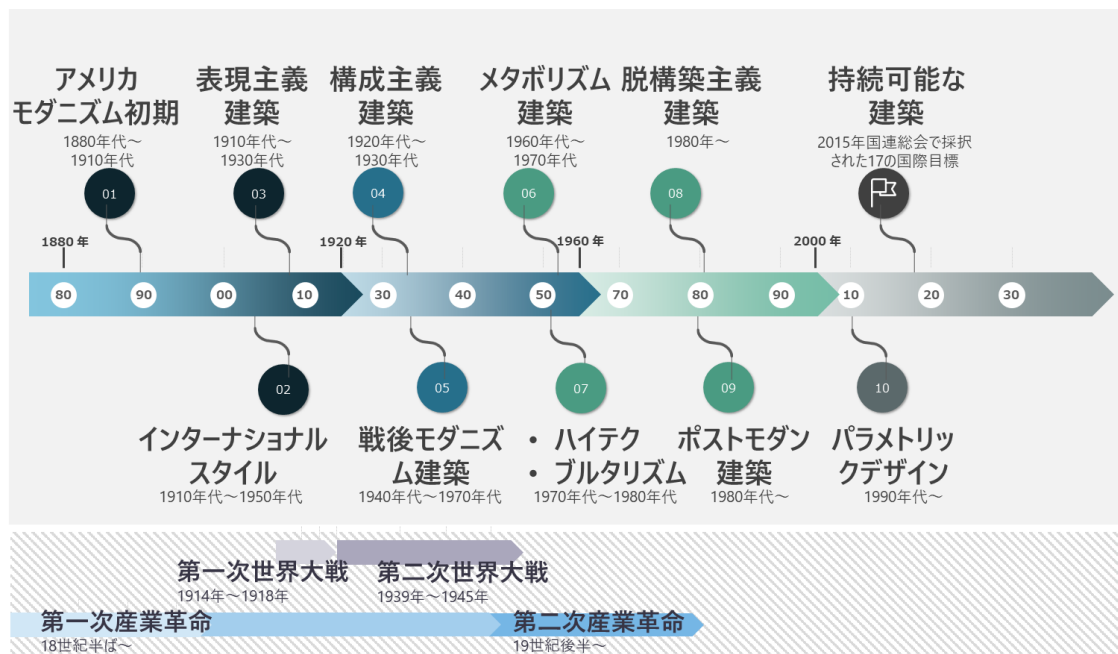 アメリカ
モダニズム初期
1880年代～
1910年代
表現主義
建築
1910年代～
1930年代
構成主義
建築
1920年代～
1930年代
メタボリズム
建築
1960年代～
1970年代
脱構築主義
建築
1980年～
持続可能な
建築
2015年国連総会で採択
された17の国際目標
01
03
04
06
08
1880 年
1920 年
1960 年
2000 年
80
90
00
10
30
40
50
70
80
90
10
20
30
02
05
07
09
10
インターナショナル
スタイル
1910年代～1950年代
戦後モダニズ
ム建築
1940年代～1970年代
• ハイテク
• ブルタリズム
1970年代～1980年代
ポストモダン
建築
1980年代～
パラメトリッ
クデザイン
1990年代～
第一次世界大戦
1914年～1918年
第二次世界大戦
1939年～1945年
第一次産業革命
18世紀半ば～
第二次産業革命
19世紀後半～